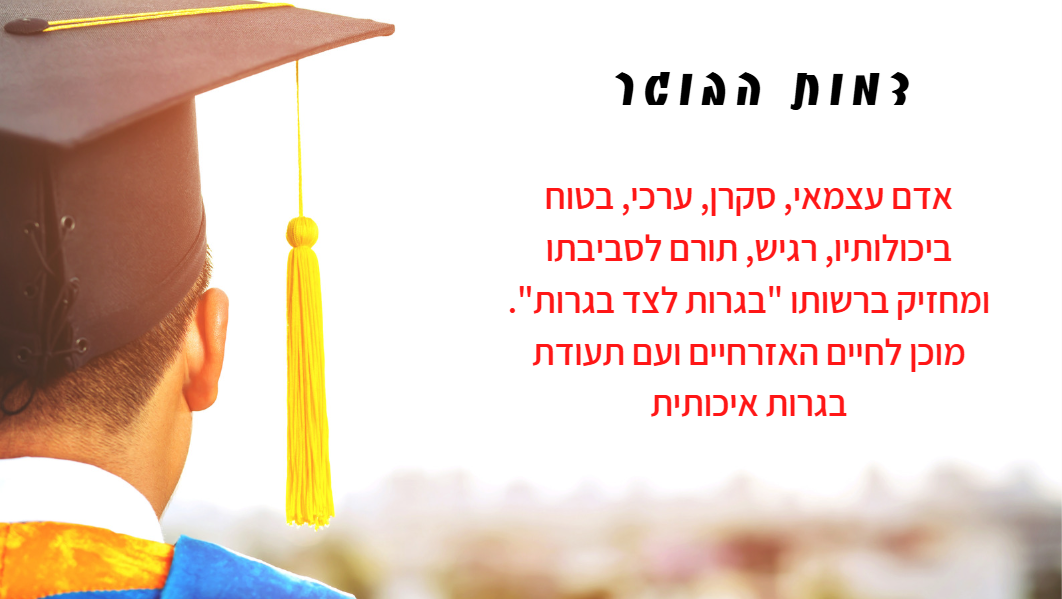 דמות הבוגר
אדם עצמאי, סקרן, ערכי, בטוח
ביכולותיו, רגיש, תורם לסביבתו
ומחזיק ברשותו "בגרות לצד בגרות".
מוכן לחיים האזרחיים ועם תעודת
בגרות איכותית